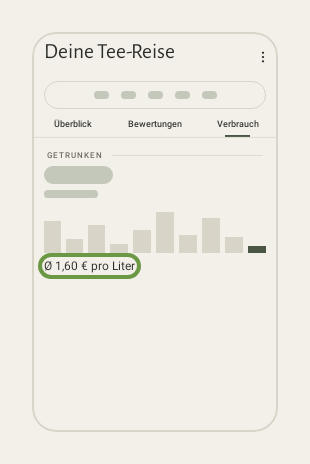 Deine Tee-Reise
Überblick Bewertungen Verbrauch
GETRUNKEN
Ø 1,60 € pro Liter